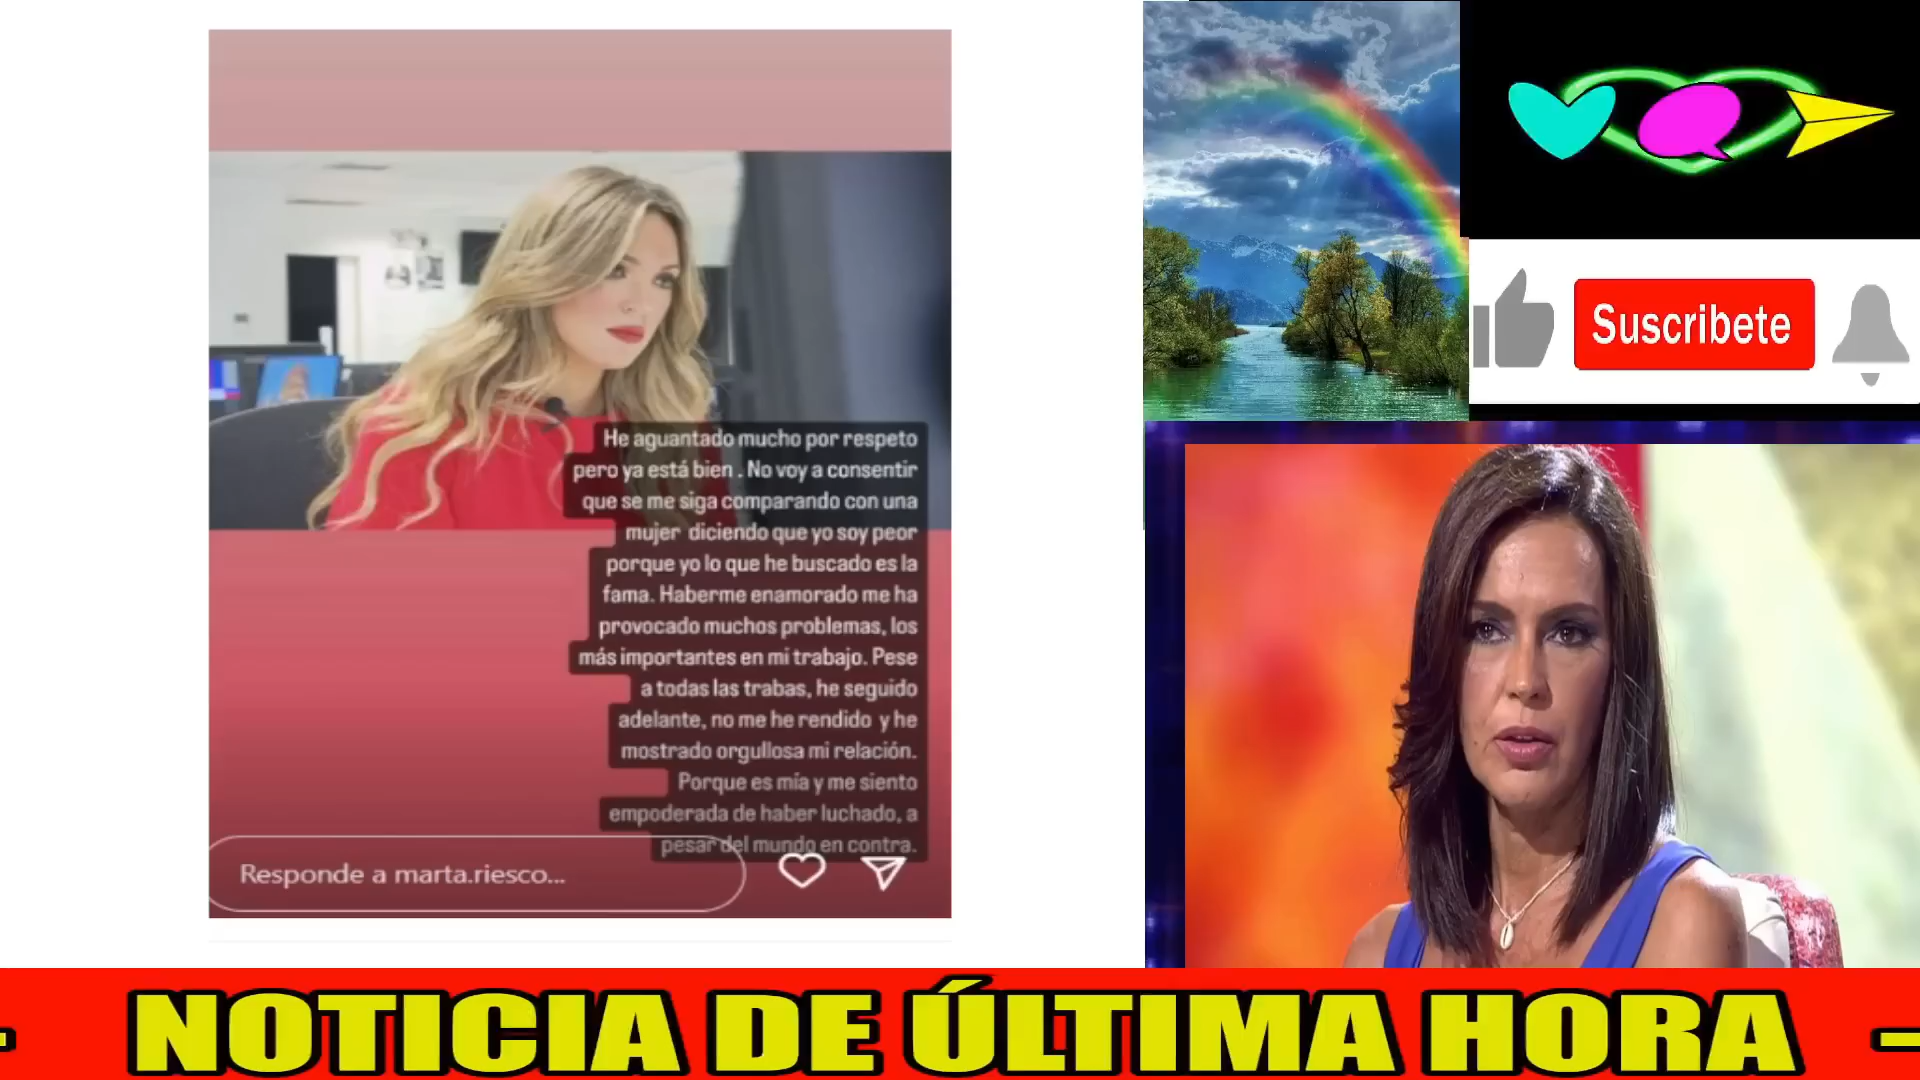 He aguantado mucho por respeto
pero ya está bien . No voy a consentir
que se me siga comparando con una
mujer diciendo que yo soy peor
porque yo lo que he buscado es la
fama. Haberme enamorado me ha
provocado muchos problemas, los
más importantes en mi trabajo. Pese
a todas las trabas, he seguido
adelante, no me he rendido y he
mostrado orgullosa mi relación.
Porque es mía y me siento
empoderada de haber luchado, a
pesar del mundo en contra.
Responde a marta.riesco...
Suscribete
- NOTICIA DE ÚLTIMA HORA -